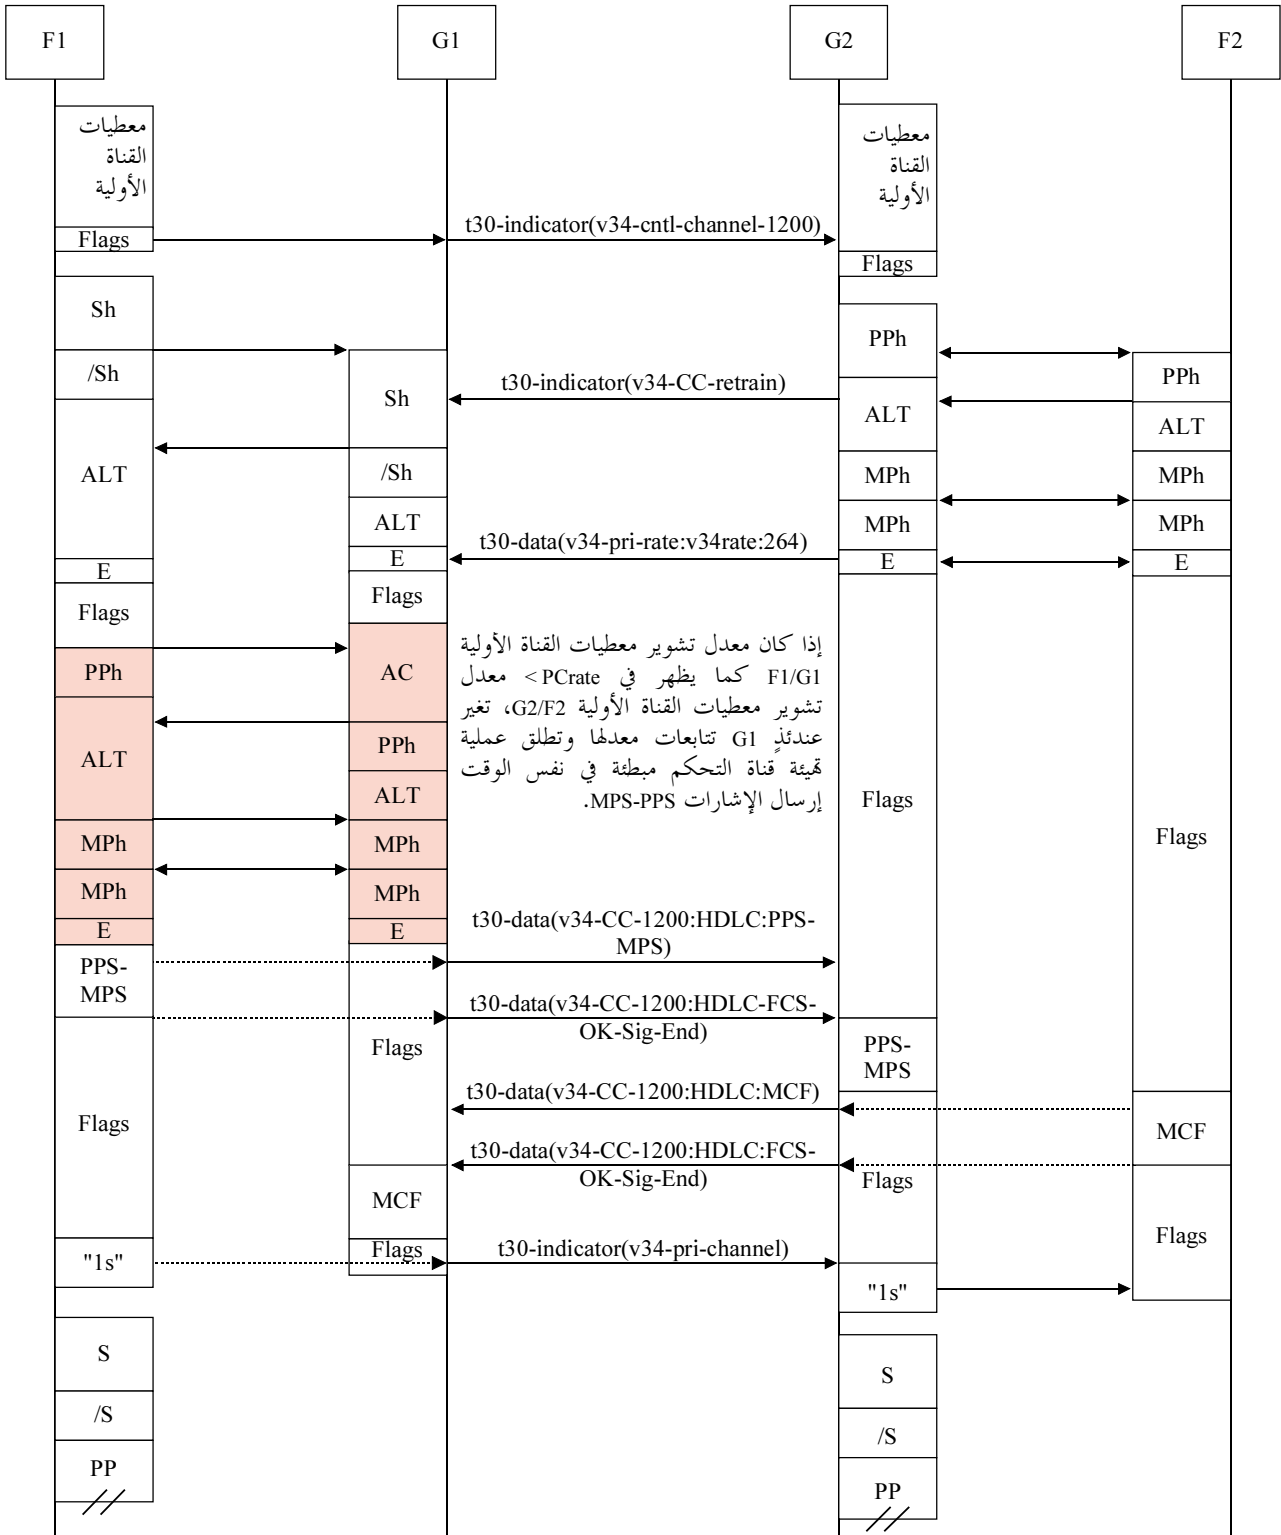 F1
G1
G2
F2
معطيات
القناة
الأولية
Flags
t30-indicator(v34-cntl-channel-1200)
معطيات
القناة
الأولية
Flags
Sh
/Sh
ALT
E
Flags
PPh
ALT
MPh
MPh
E
PPS-
MPS
Flags
"1s"
S
/S
PP
Sh
/Sh
ALT
E
Flags
AC
PPh
ALT
MPh
MPh
E
Flags
MCF
Flags
t30-indicator(v34-CC-retrain)
t30-data(v34-pri-rate:v34rate:264)
إذا كان معدل تشوير معطيات القناة الأولية
F1/G1 كما يظهر في PCrate > معدل
تشوير معطيات القناة الأولية G2/F2، تغير
عندئذٍ G1 تتابعات معدلها وتطلق عملية
تهيئة قناة التحكم مبطئة في نفس الوقت
إرسال الإشارات MPS-PPS.
t30-data(v34-CC-1200:HDLC:PPS-
MPS)
t30-data(v34-CC-1200:HDLC-FCS-
OK-Sig-End)
t30-data(v34-CC-1200:HDLC:MCF)
t30-data(v34-CC-1200:HDLC:FCS-
OK-Sig-End)
t30-indicator(v34-pri-channel)
PPh
ALT
MPh
MPh
E
Flags
PPS-
MPS
Flags
"1s"
S
/S
PP
PPh
ALT
MPh
MPh
E
Flags
MCF
Flags